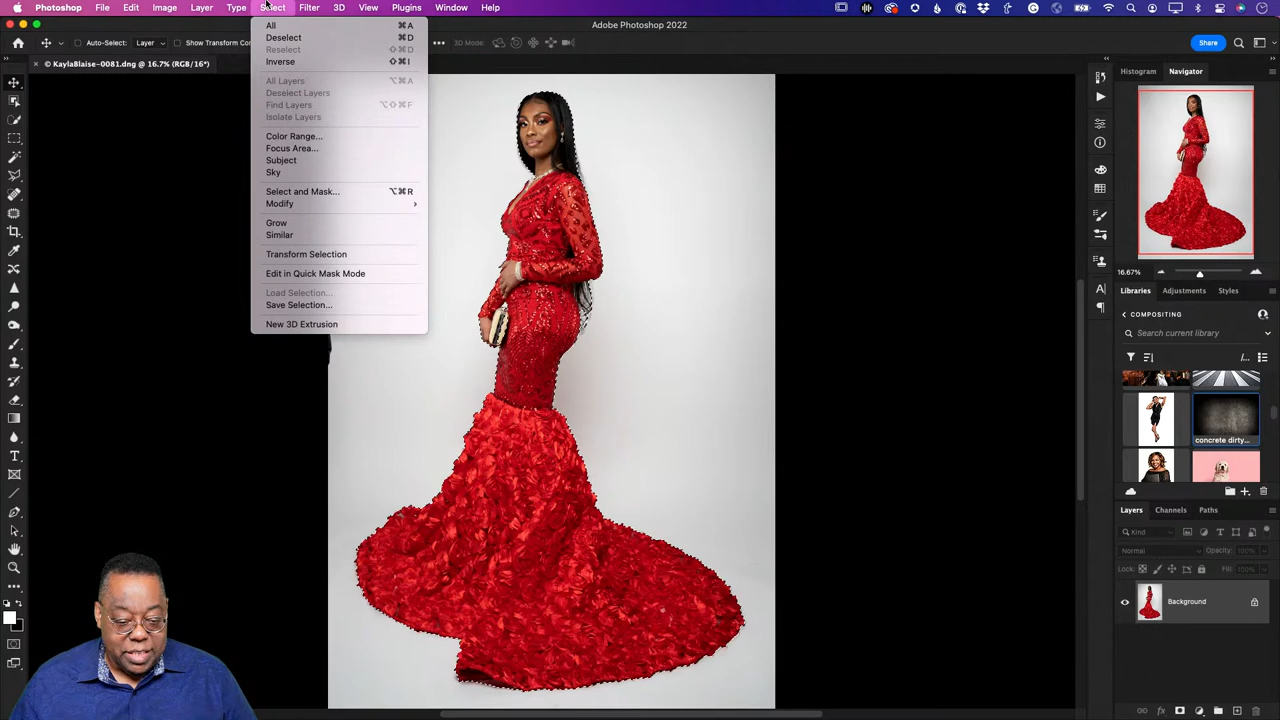 Photoshop File Edit Image Layer Type Select Filter 3D View Plugins Window Help
Adobe Photoshop 2022
Auto-Select: Layer Show Transform Con 3D Mode: Share
× © KaylaBlaise-0081.dng @ 16.7% (RGB/16*)
All ⌘A
Deselect ⌘D
Reselect ⇧⌘D
Inverse ⇧⌘I
All Layers ⌥⌘A
Deselect Layers
Find Layers ⌥⇧⌘F
Isolate Layers
Color Range...
Focus Area...
Subject
Sky
Select and Mask... ⌥⌘R
Modify ›
Grow
Similar
Transform Selection
Edit in Quick Mask Mode
Load Selection...
Save Selection...
New 3D Extrusion
Histogram Navigator
16.67%
Libraries Adjustments Styles
COMPOSITING
Search current library
concrete dirty...
Layers Channels Paths
Kind
Normal Opacity: 100%
Lock: Fill: 100%
Background